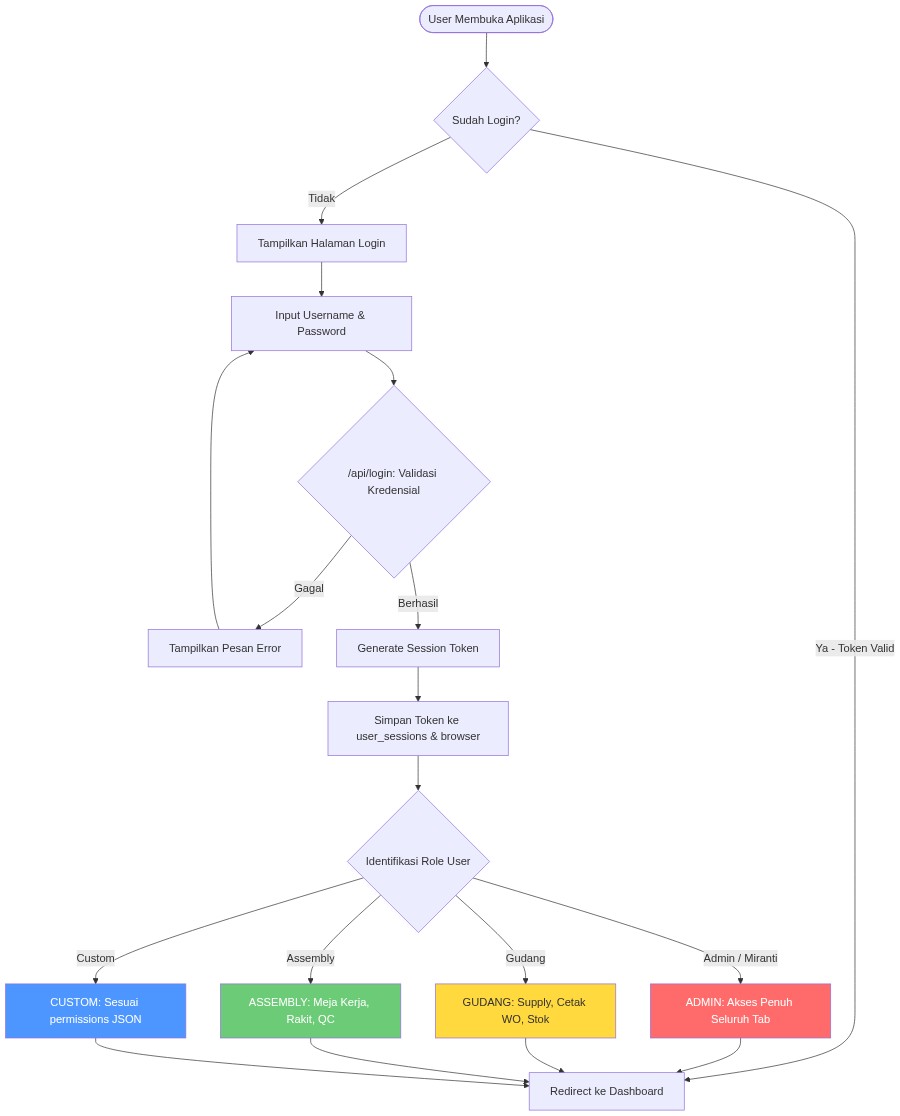 User Membuka Aplikasi
Sudah Login?
Tidak
Tampilkan Halaman Login
Input Username &
Password
/api/login: Validasi
Kredensial
Gagal
Berhasil
Tampilkan Pesan Error
Generate Session Token
Ya - Token Valid
Simpan Token ke
user_sessions & browser
Identifikasi Role User
Custom
Assembly
Gudang
Admin / Miranti
CUSTOM: Sesuai
permissions JSON
ASSEMBLY: Meja Kerja,
Rakit, QC
GUDANG: Supply, Cetak
WO, Stok
ADMIN: Akses Penuh
Seluruh Tab
Redirect ke Dashboard